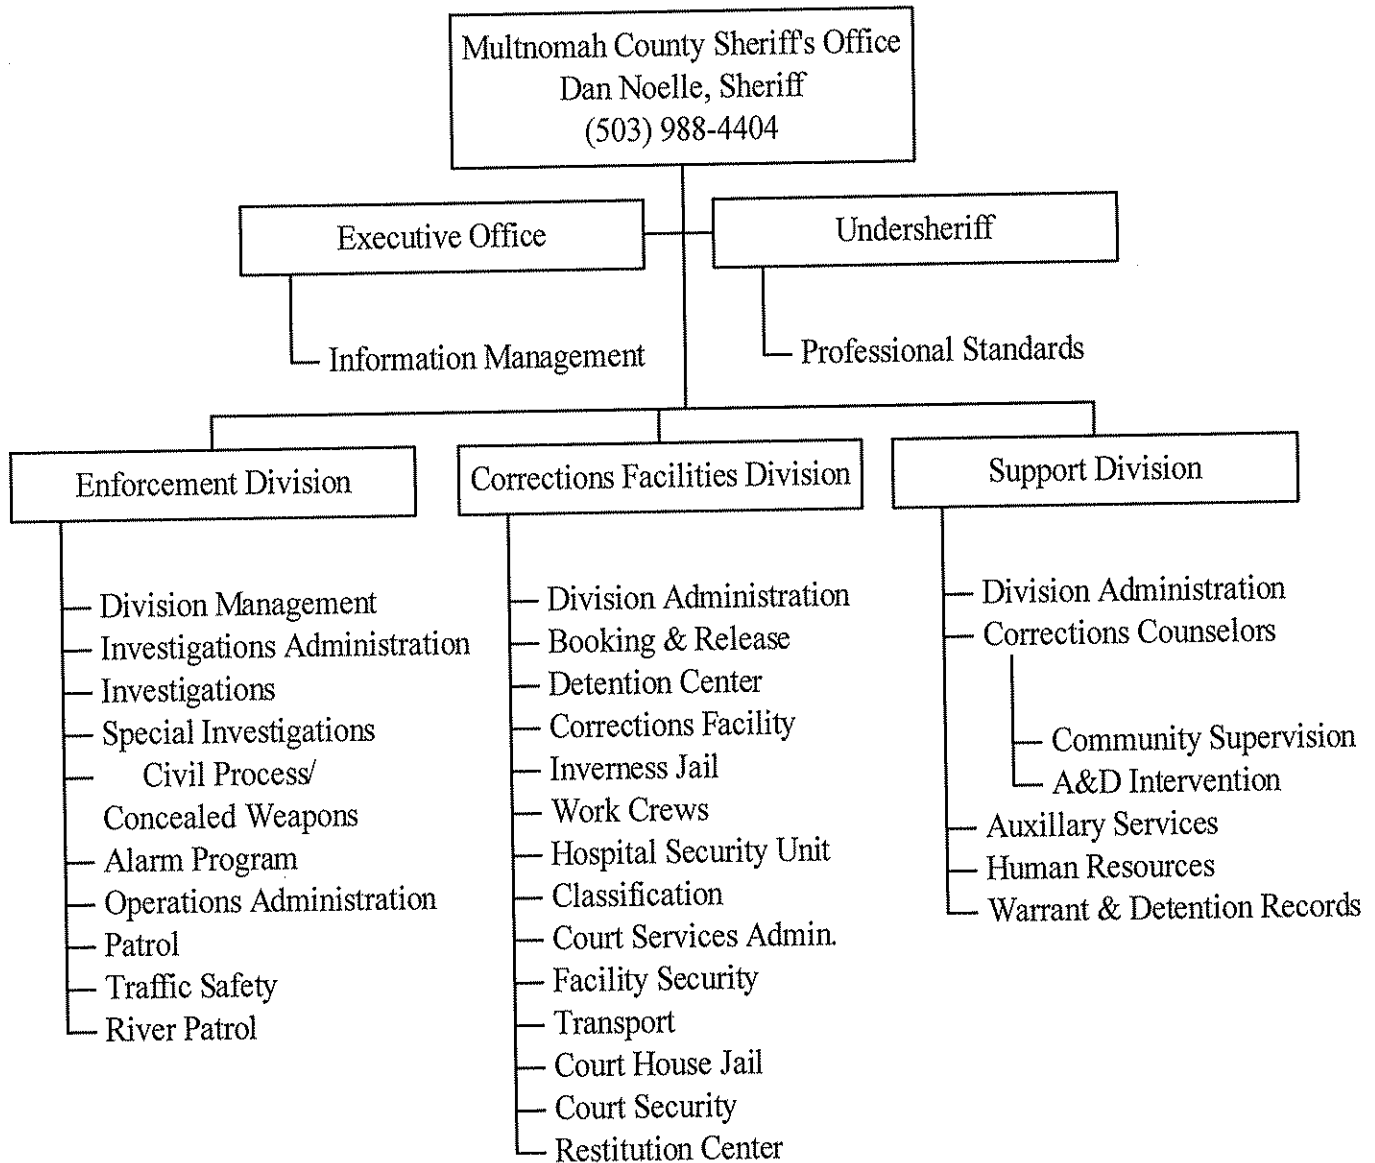 Multnomah County Sheriff's Office
Dan Noelle, Sheriff
(503) 988-4404
Executive Office
Undersheriff
Information Management
Professional Standards
Enforcement Division
Division Management
Investigations Administration
Investigations
Special Investigations
Civil Process/
Concealed Weapons
Alarm Program
Operations Administration
Patrol
Traffic Safety
River Patrol
Corrections Facilities Division
Division Administration
Booking & Release
Detention Center
Corrections Facility
Inverness Jail
Work Crews
Hospital Security Unit
Classification
Court Services Admin.
Facility Security
Transport
Court House Jail
Court Security
Restitution Center
Support Division
Division Administration
Corrections Counselors
Community Supervision
A&D Intervention
Auxillary Services
Human Resources
Warrant & Detention Records